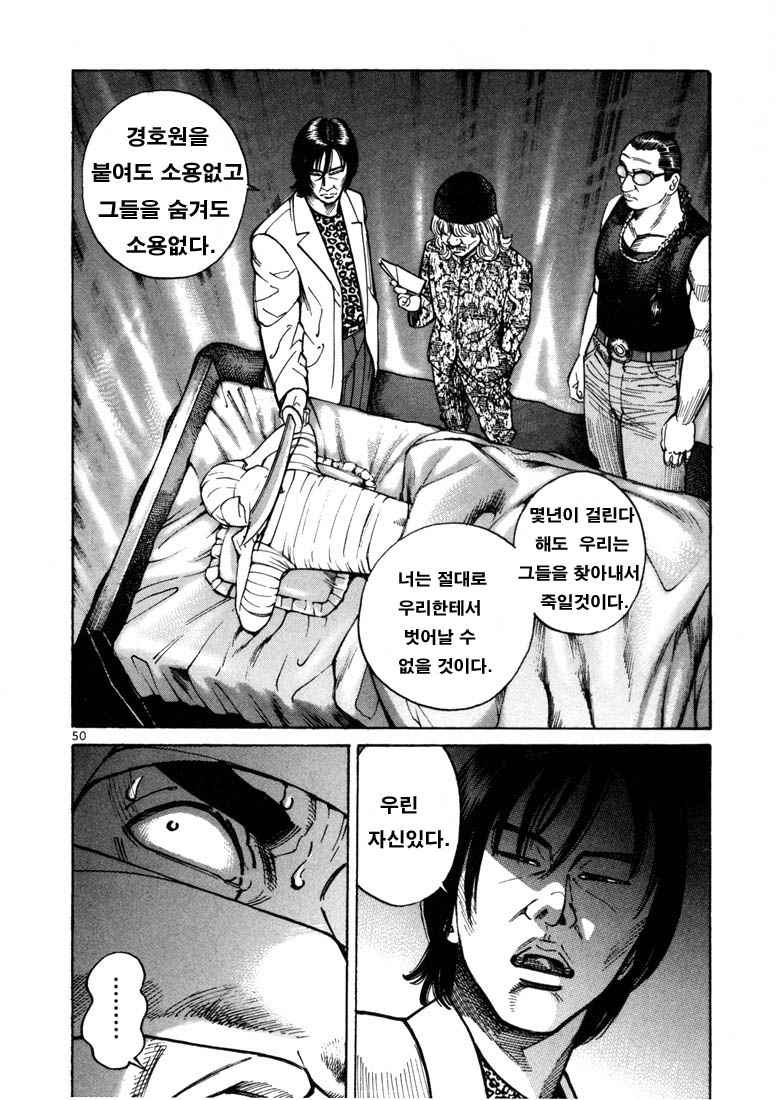 경호원을
붙여도 소용없고
그들을 숨겨도
소용없다.
몇년이 걸린다
해도 우리는
그들을 찾아내서
죽일것이다.
너는 절대로
우리한테서
벗어날 수
없을 것이다.
50
우린
자신있다.
………